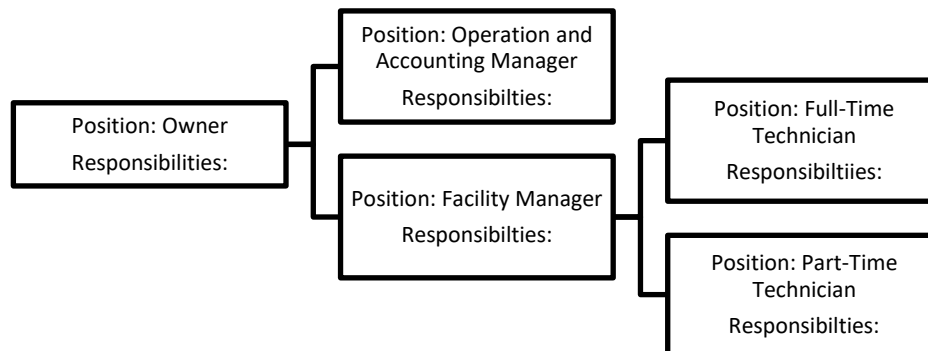 Position: Owner
Responsibilities:
Position: Operation and
Accounting Manager
Responsibilties:
Position: Facility Manager
Responsibilties:
Position: Full-Time
Technician
Responsibiltiies:
Position: Part-Time
Technician
Responsibilties: